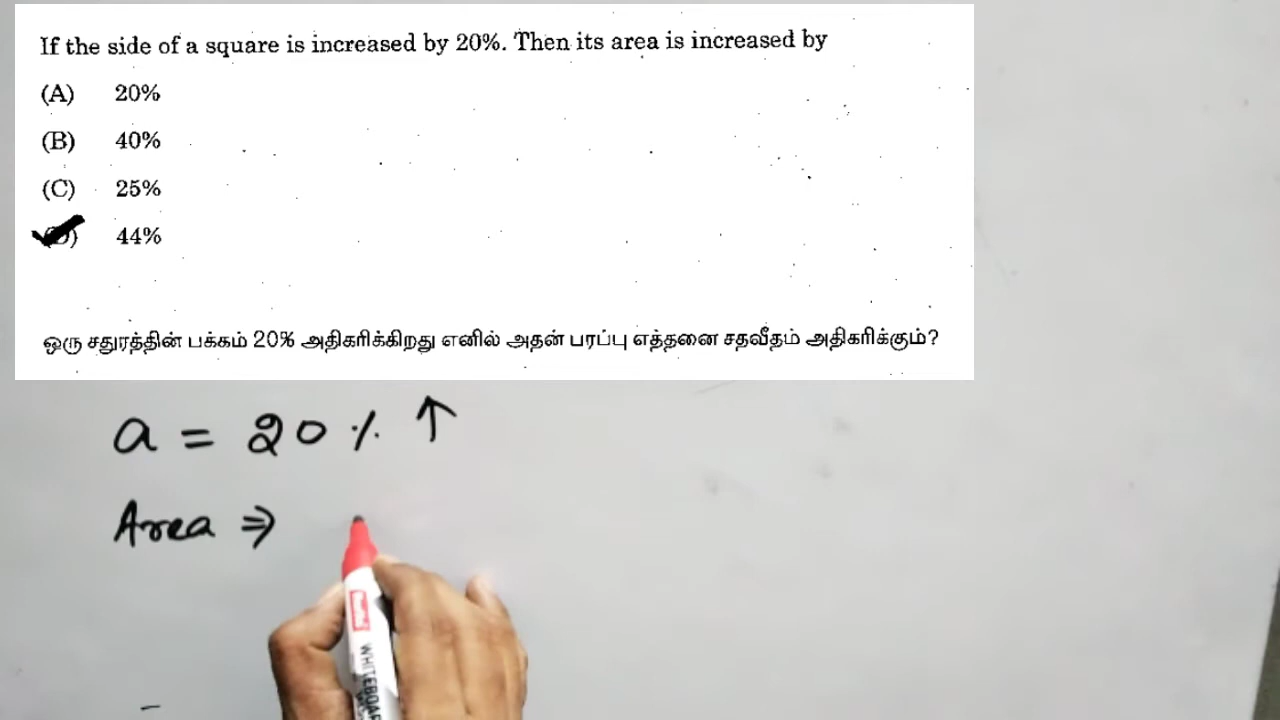 If the side of a square is increased by 20%. Then its area is increased by
(A) 20%
(B) 40%
(C) 25%
(D) 44%
ஒரு சதுரத்தின் பக்கம் 20% அதிகரிக்கிறது எனில் அதன் பரப்பு எத்தனை சதவீதம் அதிகரிக்கும்?
a = 20 % ↑
Area ⇒